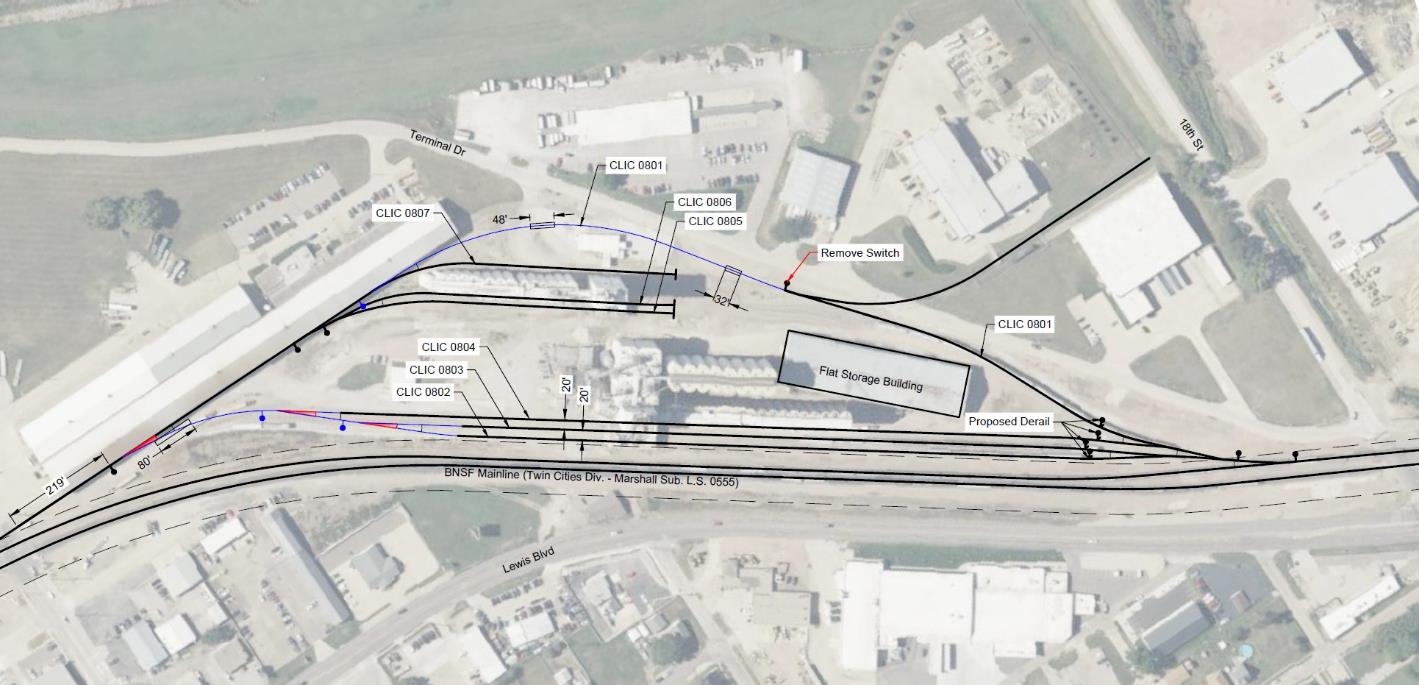 18th St
Terminal Dr
CLIC 0801
CLIC 0806
CLIC 0807
48'
CLIC 0805
Remove Switch
32'
CLIC 0801
CLIC 0804
CLIC 0803
Flat Storage Building
CLIC 0802
20'
20'
Proposed Derail
80'
219'
BNSF Mainline (Twin Cities Div. - Marshall Sub. L.S. 0555)
Lewis Blvd